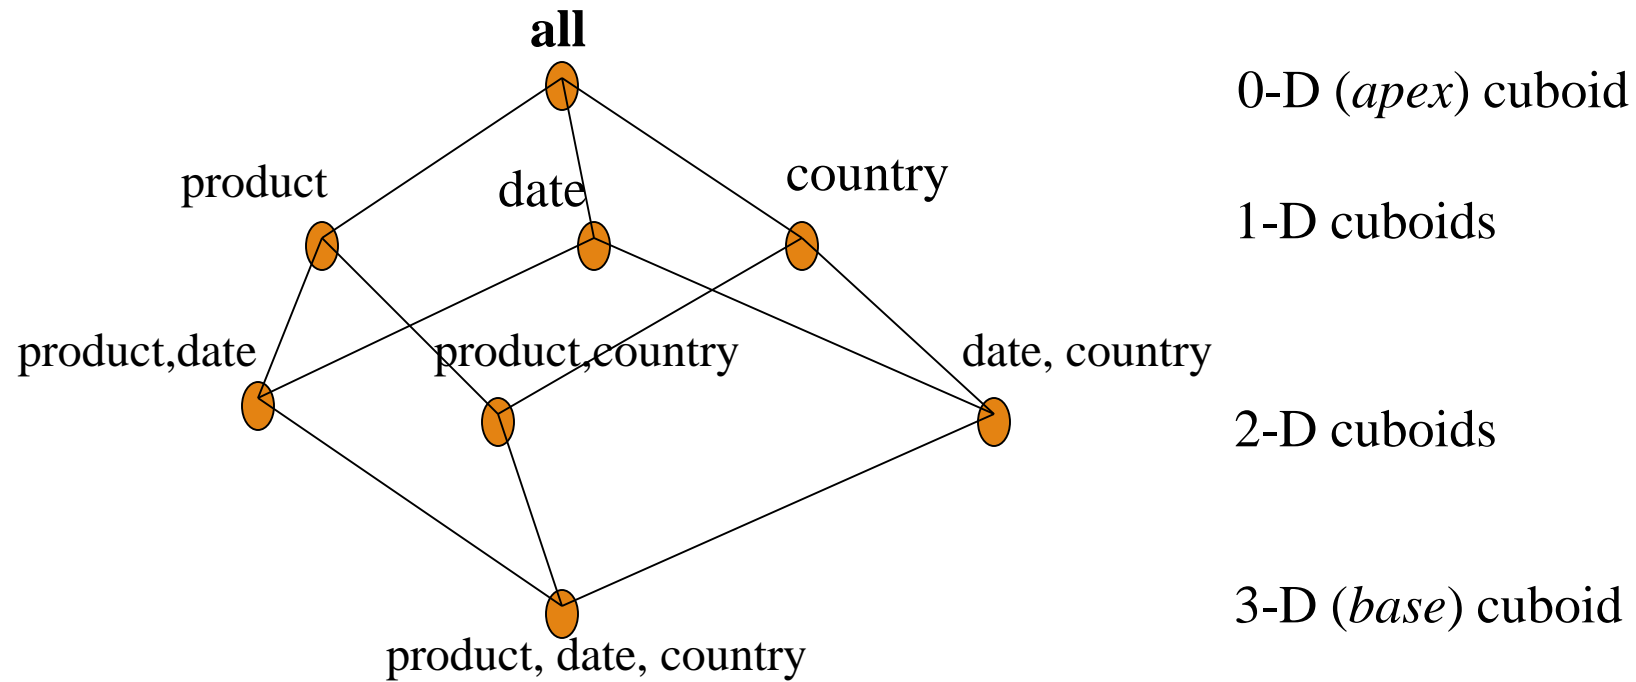 all
0-D (apex) cuboid
product
date
country
1-D cuboids
product,date
product,country
date, country
2-D cuboids
3-D (base) cuboid
product, date, country